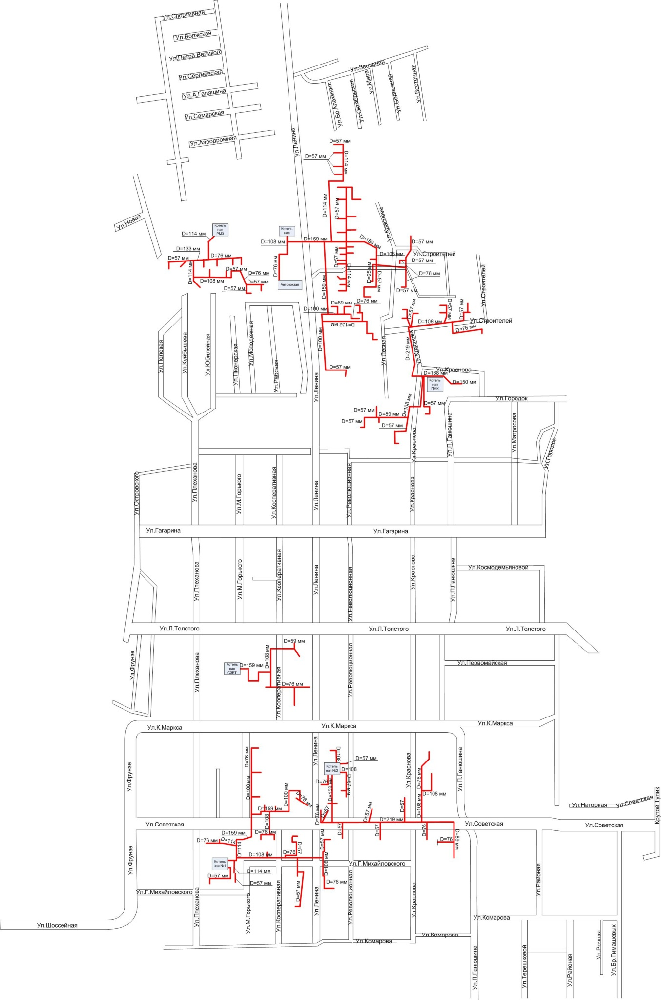 Ул.Спортивная
Ул.Волжская
Ул.Петра Великого
Ул.Сергиевская
Ул.А.Галяшина
Ул.Самарская
Ул.Аэродромная
Ул.Звездная
Ул.Бр.Алехиных
Ул.Октябрьская
Ул.Мира
Ул.Солнечная
Ул.Восточная
Ул.Ленина
D=57 мм
D=57 мм
D=114 мм
D=114 мм
D=57 мм
Ул.Краснова
Ул.Новая
Котель
ная
РМЗ
D=114 мм
D=133 мм
D=57 мм
D=76 мм
D=114 мм
D=108 мм
D=57 мм
D=76 мм
D=57 мм
D=57 мм
Котель
ная
D=108 мм
D=159 мм
D=76 мм
Автовокзал
D=159 мм
D=57 мм
D=108 мм
D=57 мм
Ул.Строителей
D=57 мм
D=25 мм
D=57 мм
D=114 мм
D=76 мм
D=57 мм
D=159 мм
D=89 мм
D=76 мм
D=100 мм
D=132 мм
D=100 мм
D=57 мм
D=57 мм
D=57 мм
D=57 мм
D=108 мм
Ул.Строителей
Ул.Строителей
D=76 мм
D=219 мм
Ул.Краснова
Ул.Лесная
Ул.Краснова
D=168 мм
D=150 мм
Котель
ная
ПМК
D=57 мм
D=108 мм
D=57 мм
D=89 мм
D=57 мм
D=57 мм
Ул.Полевая
Ул.Куйбышева
Ул.Юбилейная
Ул.Пионерская
Ул.Молодежная
Ул.Рабочая
Ул.Ленина
Ул.Городок
Ул.П.Ганюшина
Ул.Матросова
Ул.Городок
Ул.Краснова
Ул.Островского
Ул.Плеханова
Ул.М.Горького
Ул.Кооперативная
Ул.Ленина
Ул.Революционная
Ул.Краснова
Ул.Гагарина
Ул.Гагарина
Ул.Плеханова
Ул.М.Горького
Ул.Кооперативная
Ул.Ленина
Ул.Революционная
Ул.Краснова
Ул.П.Ганюшина
Ул.Космодемьяновой
Ул.Л.Толстого
Ул.Л.Толстого
Ул.Л.Толстого
Ул.Фрунзе
Ул.Плеханова
D=59 мм
D=108 мм
Котель
ная
СЗВТ
D=159 мм
D=76 мм
Ул.Кооперативная
Ул.Революционная
Ул.Первомайская
Ул.К.Маркса
Ул.К.Маркса
Ул.К.Маркса
Ул.Фрунзе
D=76 мм
D=108 мм
Ул.Ленина
D=108
D=57 мм
Котель
ная №2
D=108
D=76
D=159 мм
D=57 мм
D=100 мм
D=76 мм
D=159 мм
D=108
D=76 мм
D=57
D=57 мм
D=57
D=219 мм
Ул.Краснова
D=76 мм
D=108 мм
D=108 мм
Ул.П.Ганюшина
Ул.Нагорная
Ул.Советская
Крутой Тупик
Ул.Советская
Ул.Советская
Ул.Советская
D=57
D=57
D=76
D=89 мм
D=76
D=159 мм
D=76 мм
D=114
D=114
D=76 мм
D=57
D=76
D=57 мм
D=108 мм
D=108 мм
Котель
ная №1
D=114 мм
D=57 мм
D=57 мм
D=76 мм
D=57 мм
Ул.Фрунзе
Ул.Г.Михайловского
Ул.Г.Михайловского
Ул.Плеханова
Ул.М.Горького
Ул.Кооперативная
Ул.Ленина
Ул.Революционная
Ул.Краснова
Ул.Районая
Ул.Шоссейная
Ул.Комарова
Ул.Комарова
Ул.Комарова
Ул.П.Ганюшина
Ул.Терешковой
Ул.Районая
Ул.Речная
Ул.Бр.Тимашевых